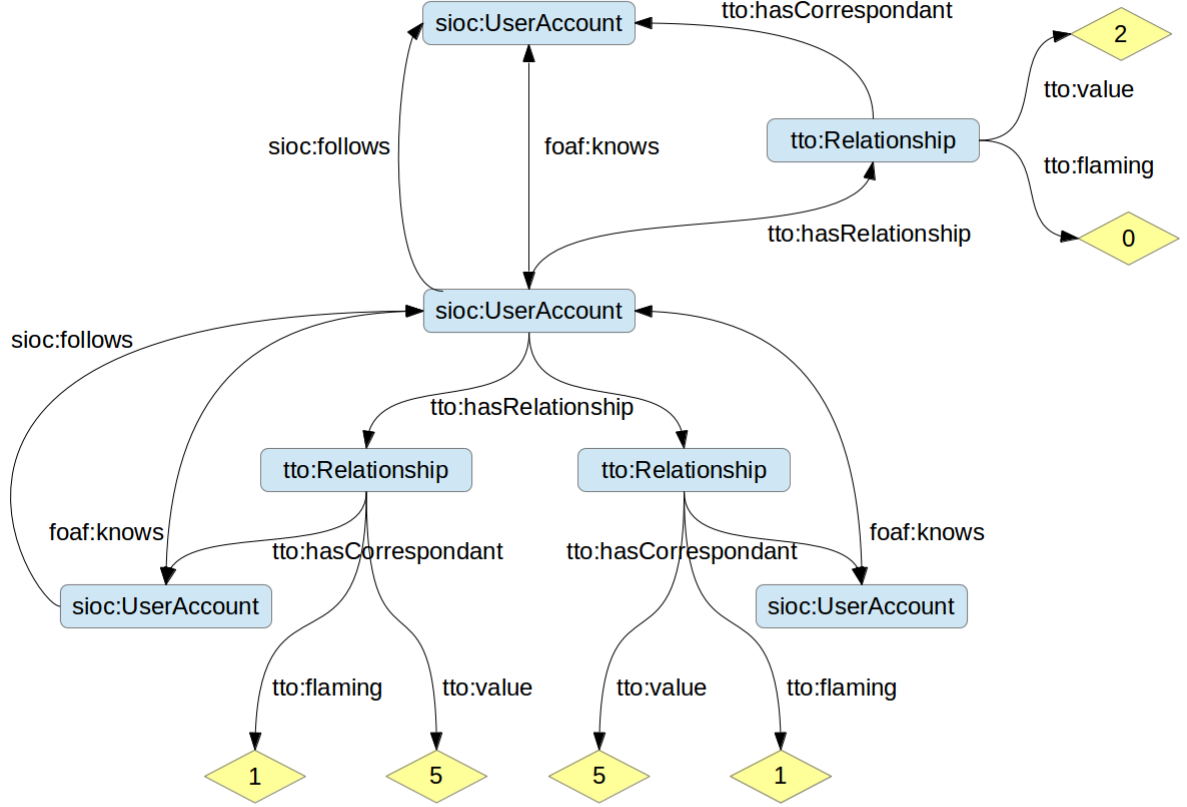 tto:hasCorrespondant
sioc:UserAccount
2
tto:value
sioc:follows
foaf:knows
tto:Relationship
tto:flaming
tto:hasRelationship
0
sioc:UserAccount
sioc:follows
tto:hasRelationship
tto:Relationship
tto:Relationship
foaf:knows
foaf:knows
tto:hasCorrespondant
tto:hasCorrespondant
sioc:UserAccount
sioc:UserAccount
tto:flaming
tto:value
tto:value
tto:flaming
1
5
5
1